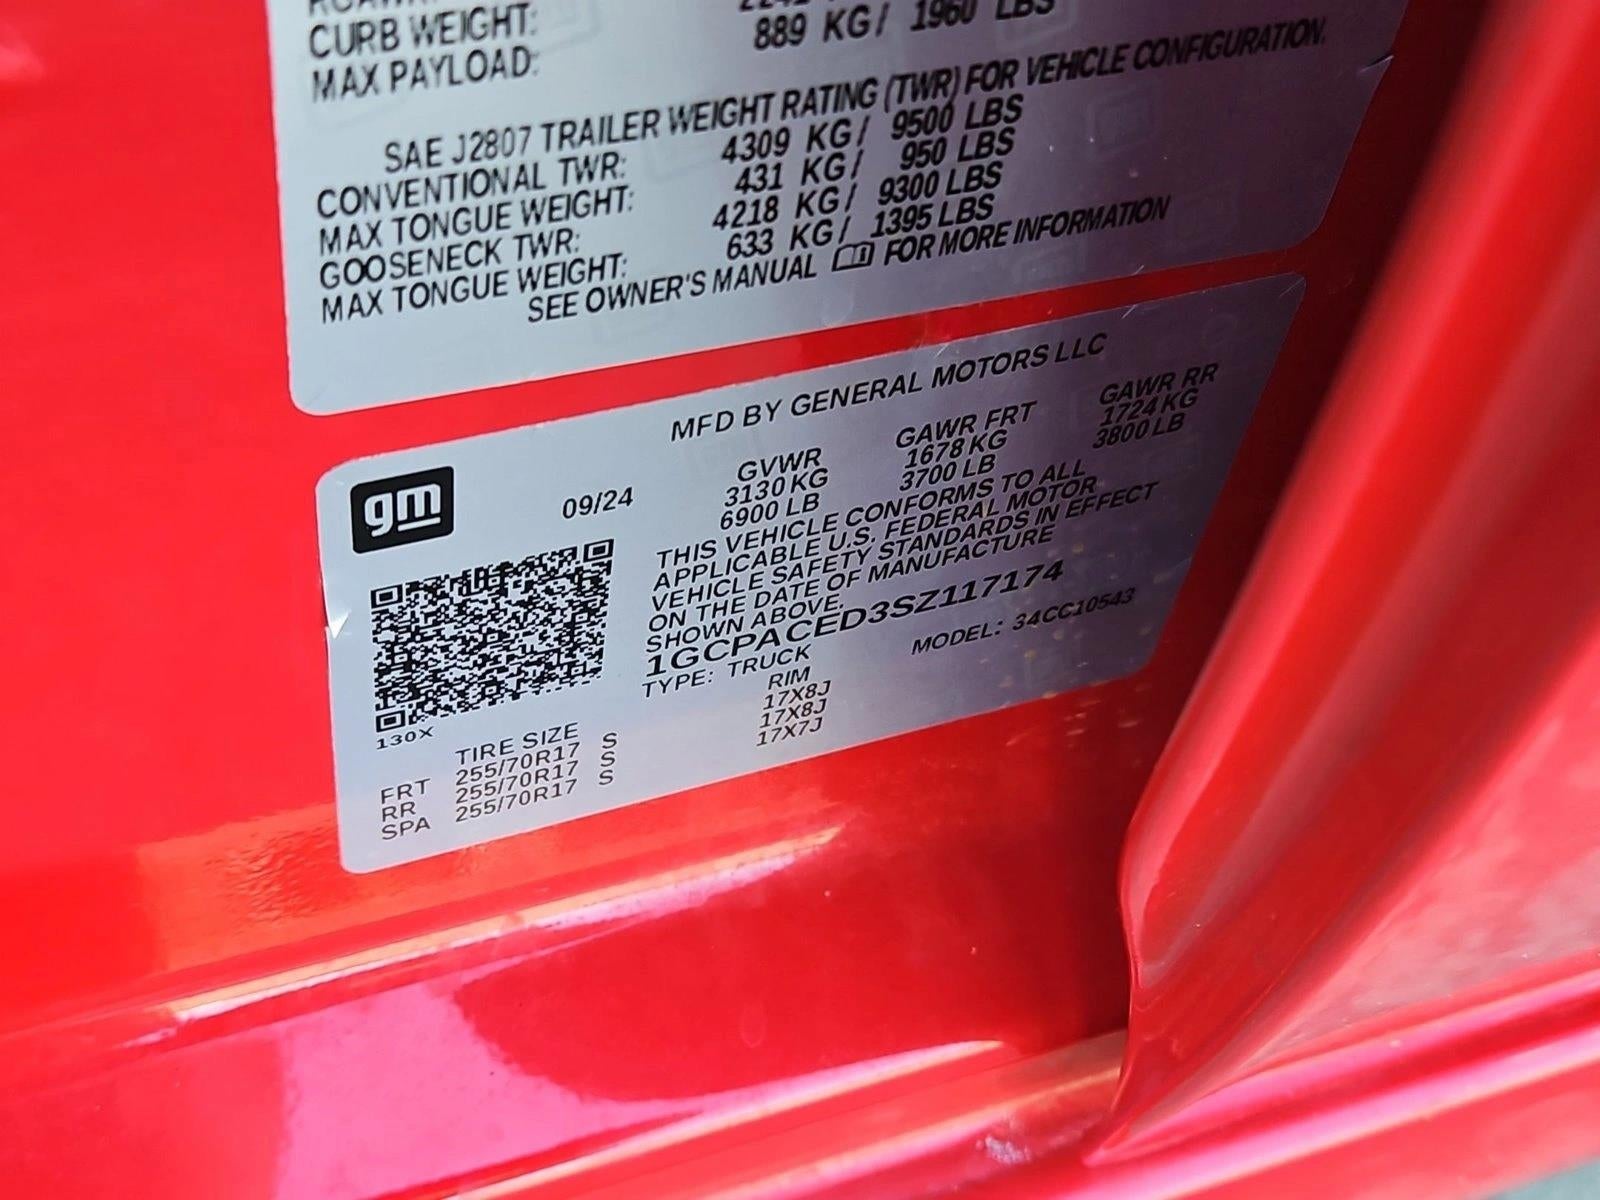 CURB WEIGHT:
MAX PAYLOAD: 889 KG/ 1960 LBS
SAE J2807 TRAILER WEIGHT RATING (TWR) FOR VEHICLE CONFIGURATION.
CONVENTIONAL TWR: 4309 KG/ 9500 LBS
MAX TONGUE WEIGHT: 431 KG/ 950 LBS
GOOSENECK TWR: 4218 KG/ 9300 LBS
MAX TONGUE WEIGHT: 633 KG/ 1395 LBS
SEE OWNER'S MANUAL FOR MORE INFORMATION
MFD BY GENERAL MOTORS LLC
gm
09/24
GVWR GAWR FRT GAWR RR
3130 KG 1678 KG 1724 KG
6900 LB 3700 LB 3800 LB
THIS VEHICLE CONFORMS TO ALL
APPLICABLE U.S. FEDERAL MOTOR
VEHICLE SAFETY STANDARDS IN EFFECT
ON THE DATE OF MANUFACTURE
SHOWN ABOVE.
1GCPACED3SZ117174
TYPE: TRUCK MODEL: 34CC10543
130X
TIRE SIZE RIM
FRT 255/70R17 S 17X8J
RR 255/70R17 S 17X8J
SPA 255/70R17 S 17X7J